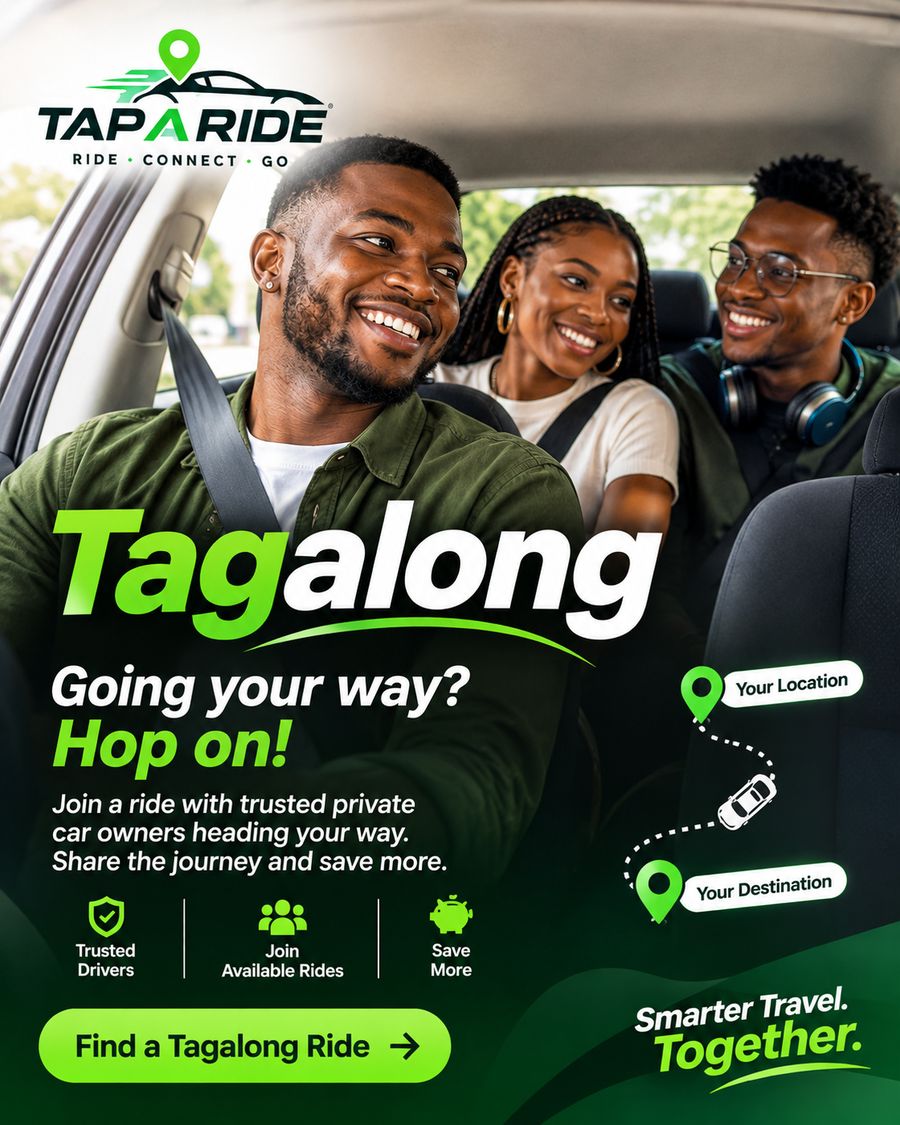 TAP A RIDE®
RIDE • CONNECT • GO
Tagalong
Going your way?
Hop on!
Join a ride with trusted private
car owners heading your way.
Share the journey and save more.
Your Location
Your Destination
Trusted
Drivers
Join
Available Rides
Save
More
Find a Tagalong Ride →
Smarter Travel.
Together.